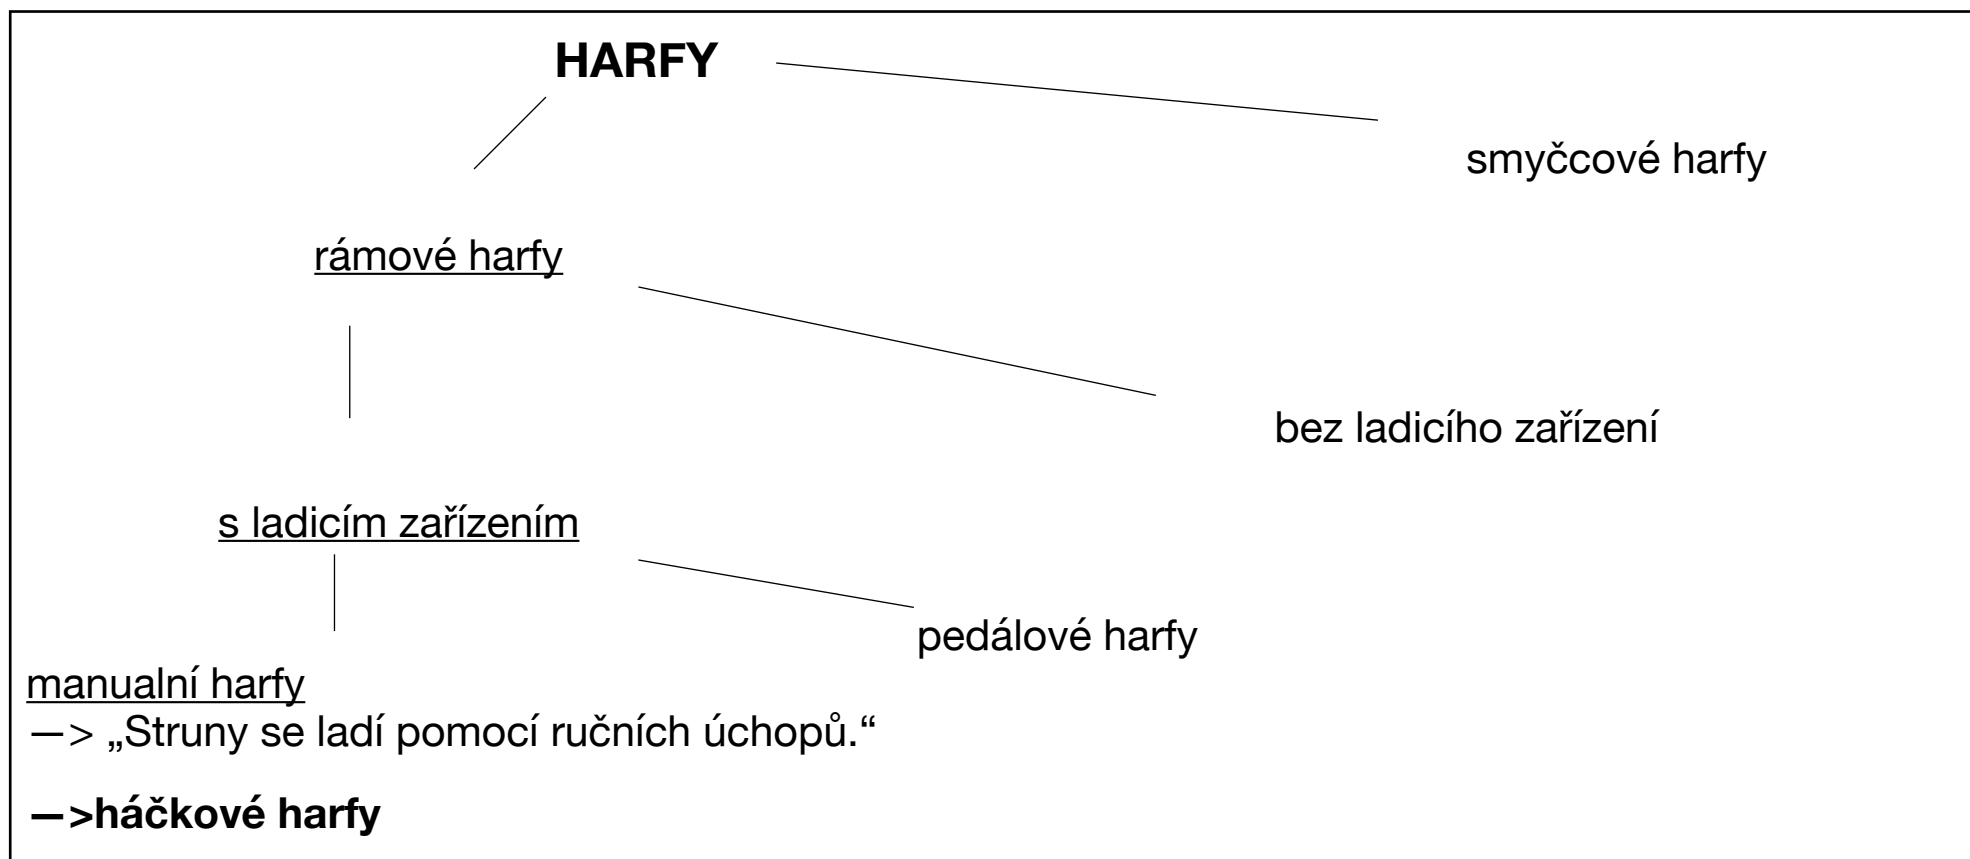 HARFY
smyčcové harfy
rámové harfy
bez ladicího zařízení
s ladicím zařízením
pedálové harfy
manualní harfy
—> „Struny se ladí pomocí ručních úchopů.“
—>háčkové harfy